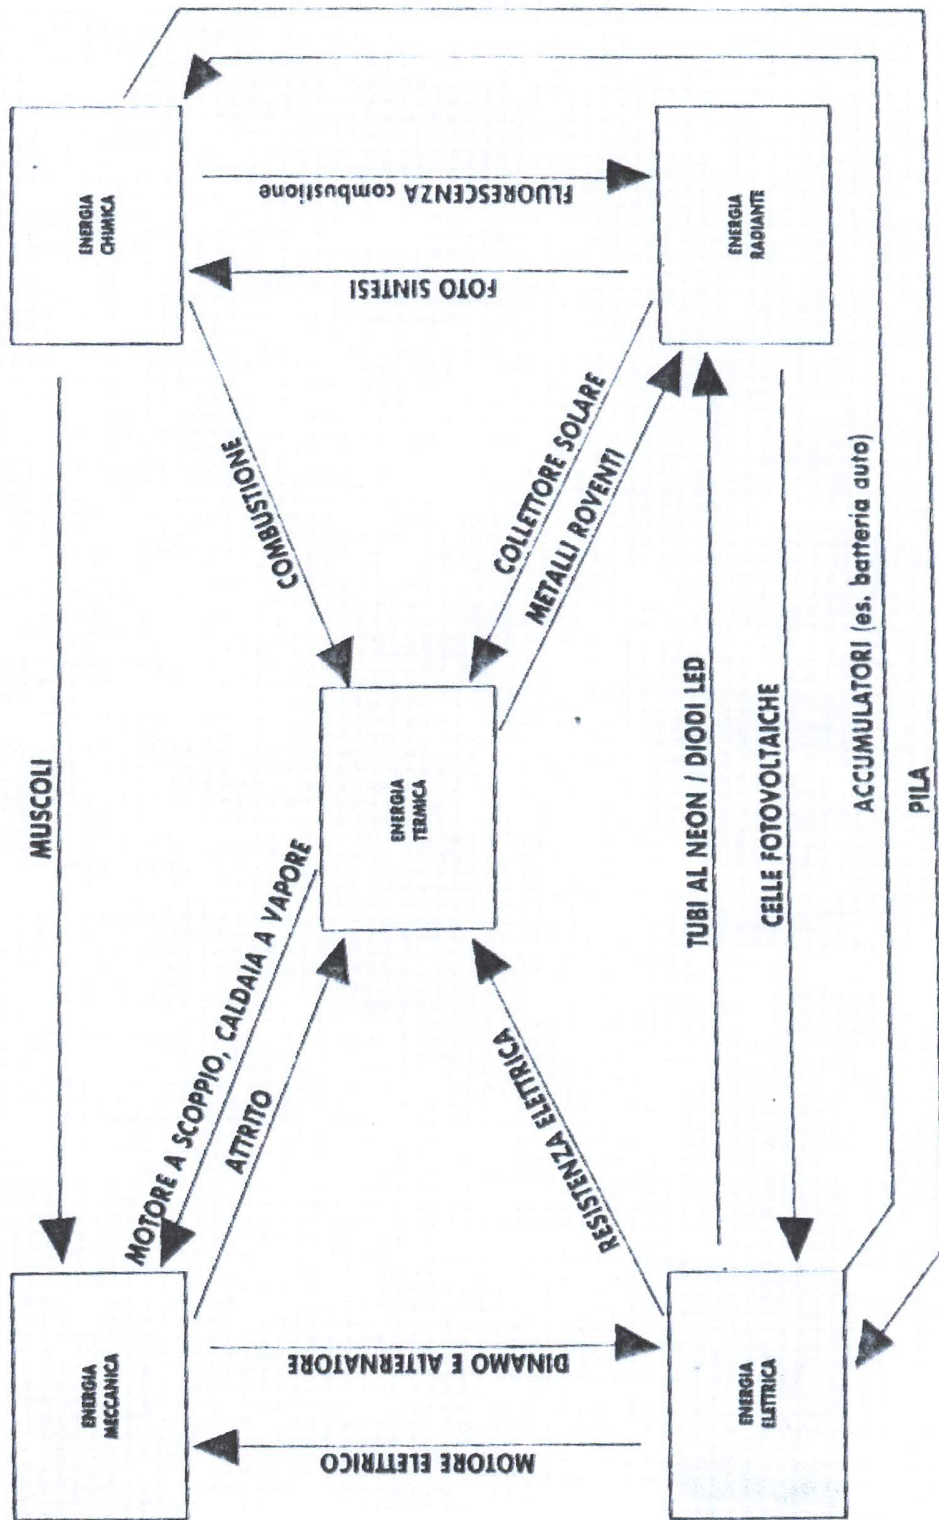 ENERGIA
MECCANICA
MUSCOLI
ENERGIA
CHIMICA
MOTORE A SCOPPIO, CALDAIA A VAPORE
ATTRITO
COMBUSTIONE
MOTORE ELETTRICO
DINAMO E ALTERNATORE
ENERGIA
TERMICA
FOTO SINTESI
FLUORESCENZA combustione
RESISTENZA ELETTRICA
COLLETTORE SOLARE
METALLI ROVENTI
ENERGIA
ELETTRICA
TUBI AL NEON / DIODI LED
CELLE FOTOVOLTAICHE
ENERGIA
RADIANTE
ACCUMULATORI (es. batteria auto)
PILA